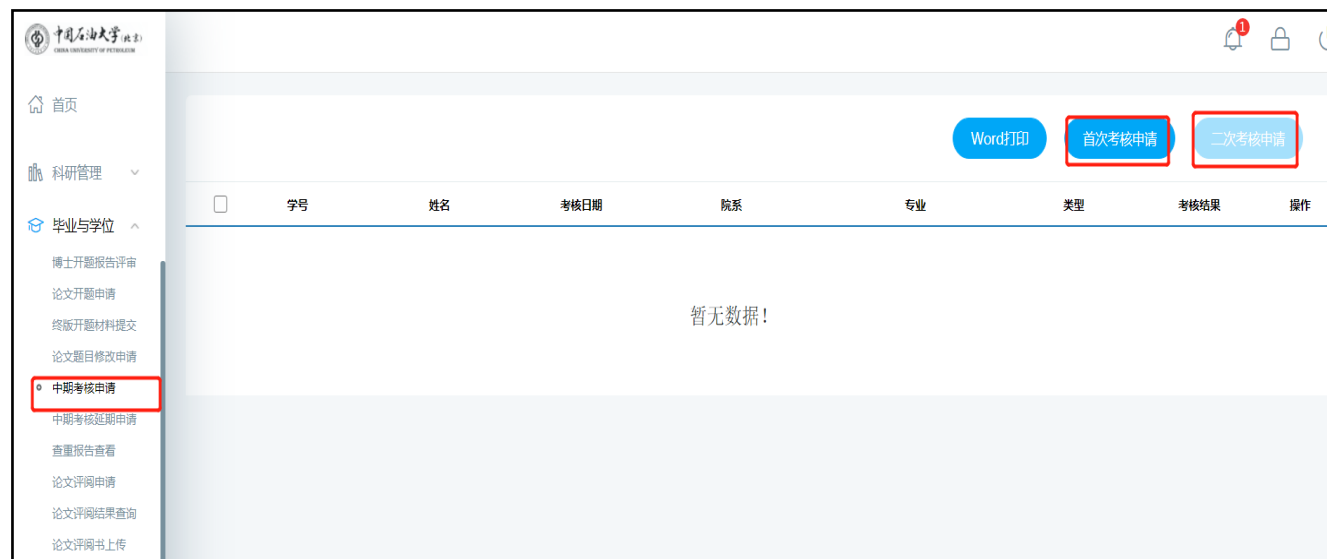 中国石油大学(北京)
CHINA UNIVERSITY OF PETROLEUM
1
首页
Word打印
首次考核申请
二次考核申请
科研管理
学号
姓名
考核日期
院系
专业
类型
考核结果
操作
毕业与学位
博士开题报告评审
论文开题申请
终版开题材料提交
暂无数据！
论文题目修改申请
中期考核申请
中期考核延期申请
查重报告查看
论文评阅申请
论文评阅结果查询
论文评阅书上传